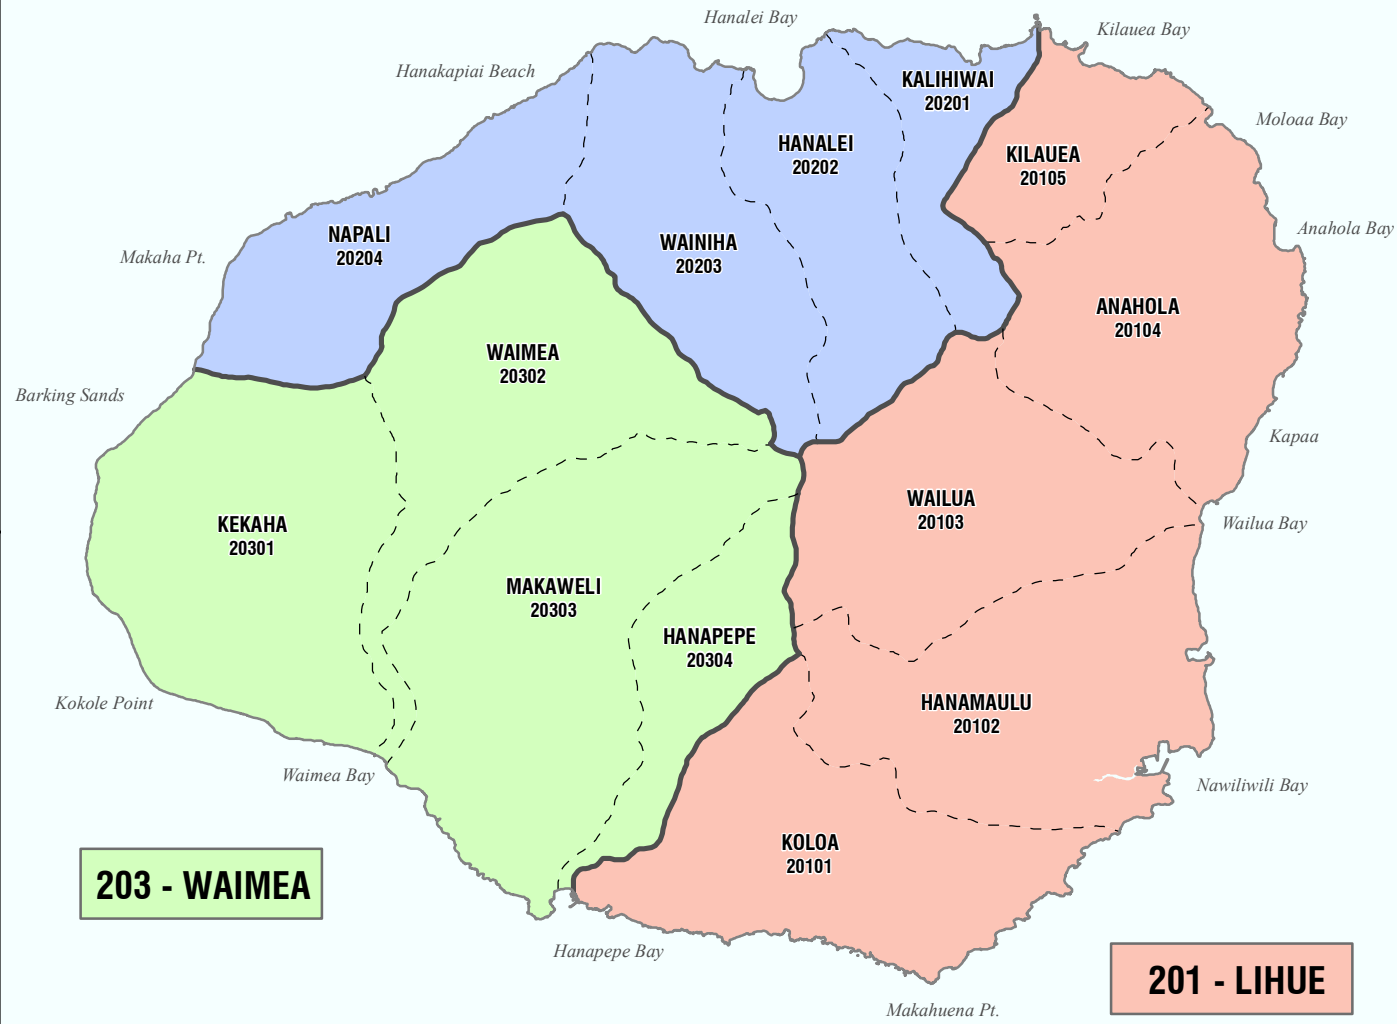 Hanalei Bay
Kilauea Bay
Hanakapiai Beach
KALIHIWAI
20201
Moloaa Bay
HANALEI
20202
KILAUEA
20105
NAPALI
20204
WAINIHA
20203
Anahola Bay
Makaha Pt.
ANAHOLA
20104
WAIMEA
20302
Barking Sands
Kapaa
WAILUA
20103
KEKAHA
20301
Wailua Bay
MAKAWELI
20303
HANAPEPE
20304
Kokole Point
HANAMAULU
20102
Waimea Bay
Nawiliwili Bay
KOLOA
20101
203 - WAIMEA
Hanapepe Bay
201 - LIHUE
Makahuena Pt.